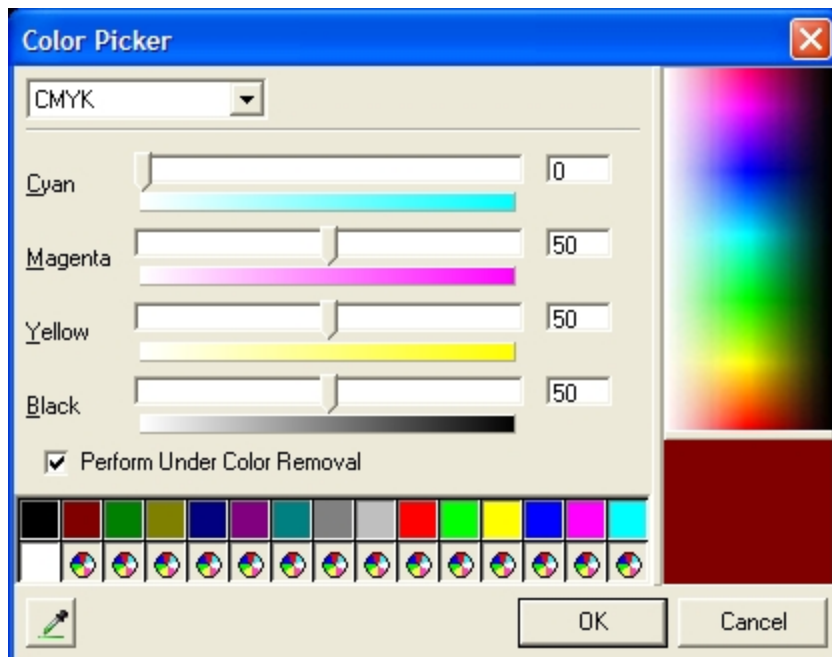 Color Picker
CMYK
Cyan 0
Magenta 50
Yellow 50
Black 50
Perform Under Color Removal
OK Cancel